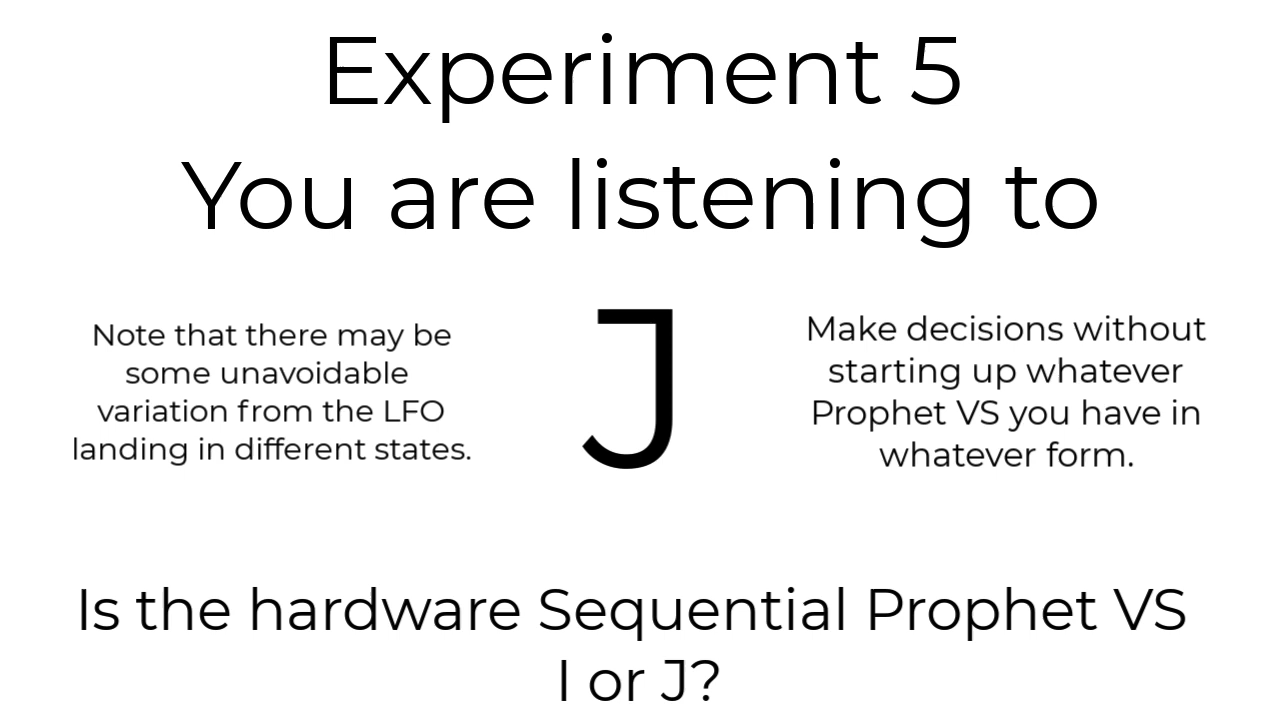 Experiment 5
You are listening to
Note that there may be
some unavoidable
variation from the LFO
landing in different states.
J
Make decisions without
starting up whatever
Prophet VS you have in
whatever form.
Is the hardware Sequential Prophet VS
I or J?